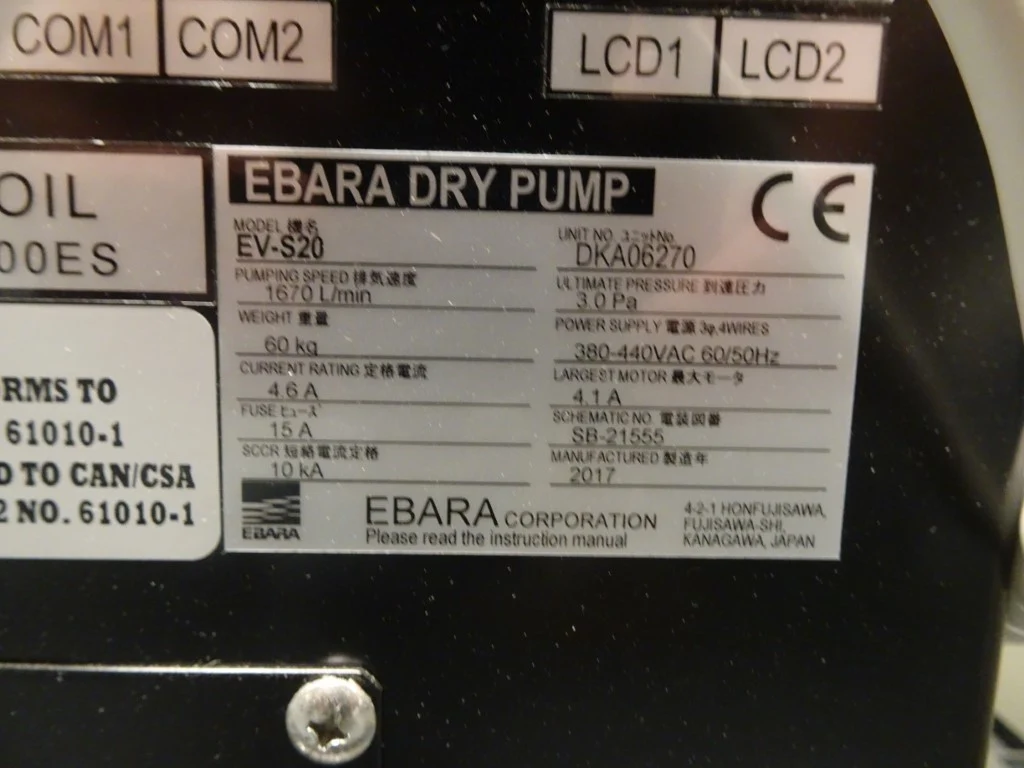 COM1 COM2
LCD1 LCD2
OIL
00ES
RMS TO
61010-1
D TO CAN/CSA
2 NO. 61010-1
EBARA DRY PUMP
CE
MODEL 機名
EV-S20
UNIT NO. ユニットNo.
DKA06270
PUMPING SPEED 排気速度
1670 L/min
ULTIMATE PRESSURE 到達圧力
3.0 Pa
WEIGHT 重量
60 kg
POWER SUPPLY 電源 3φ,4WIRES
380-440VAC 60/50Hz
CURRENT RATING 定格電流
4.6 A
LARGEST MOTOR 最大モータ
4.1 A
FUSE ヒューズ
15 A
SCHEMATIC NO. 電装図番
SB-21555
SCCR 短絡電流定格
10 kA
MANUFACTURED 製造年
2017
EBARA
EBARA CORPORATION
Please read the instruction manual
4-2-1 HONFUJISAWA,
FUJISAWA-SHI,
KANAGAWA, JAPAN